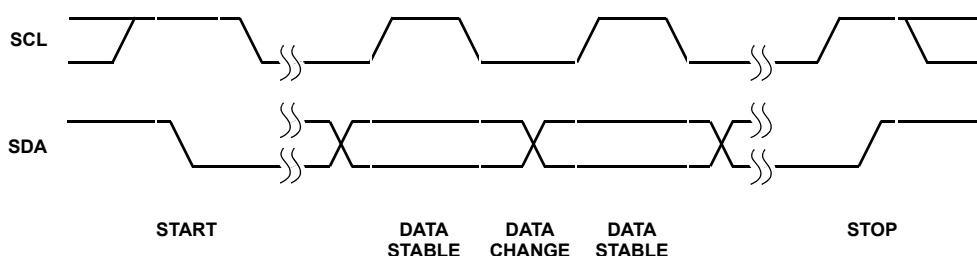 SCL
SDA
START
DATA STABLE
DATA CHANGE
DATA STABLE
STOP